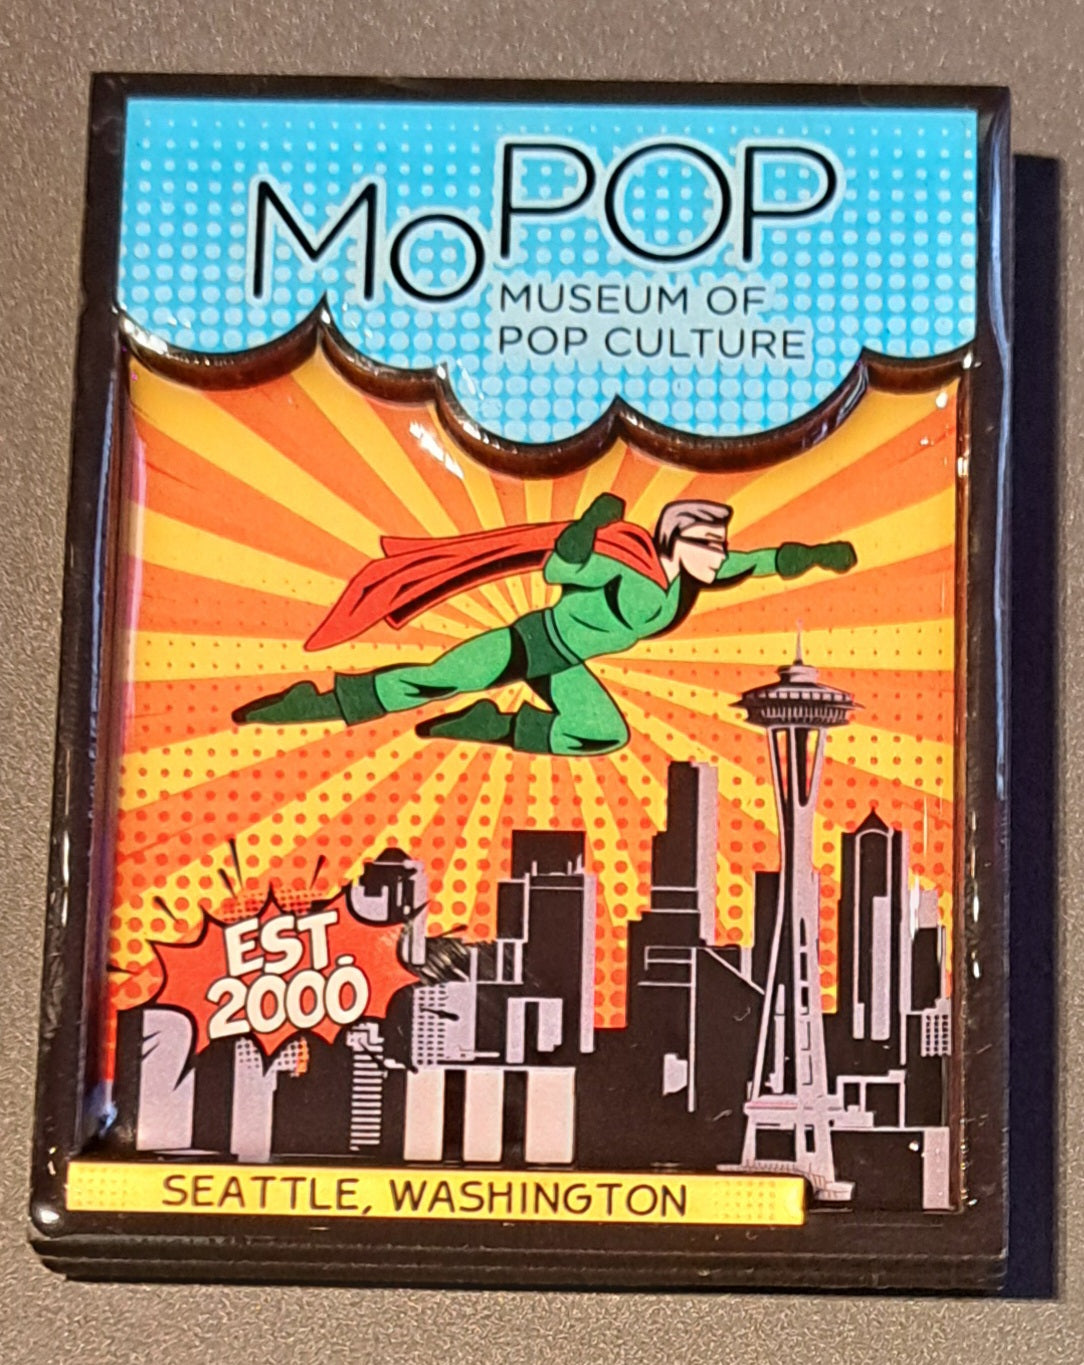 MoPOP
MUSEUM OF
POP CULTURE
EST.
2000
SEATTLE, WASHINGTON